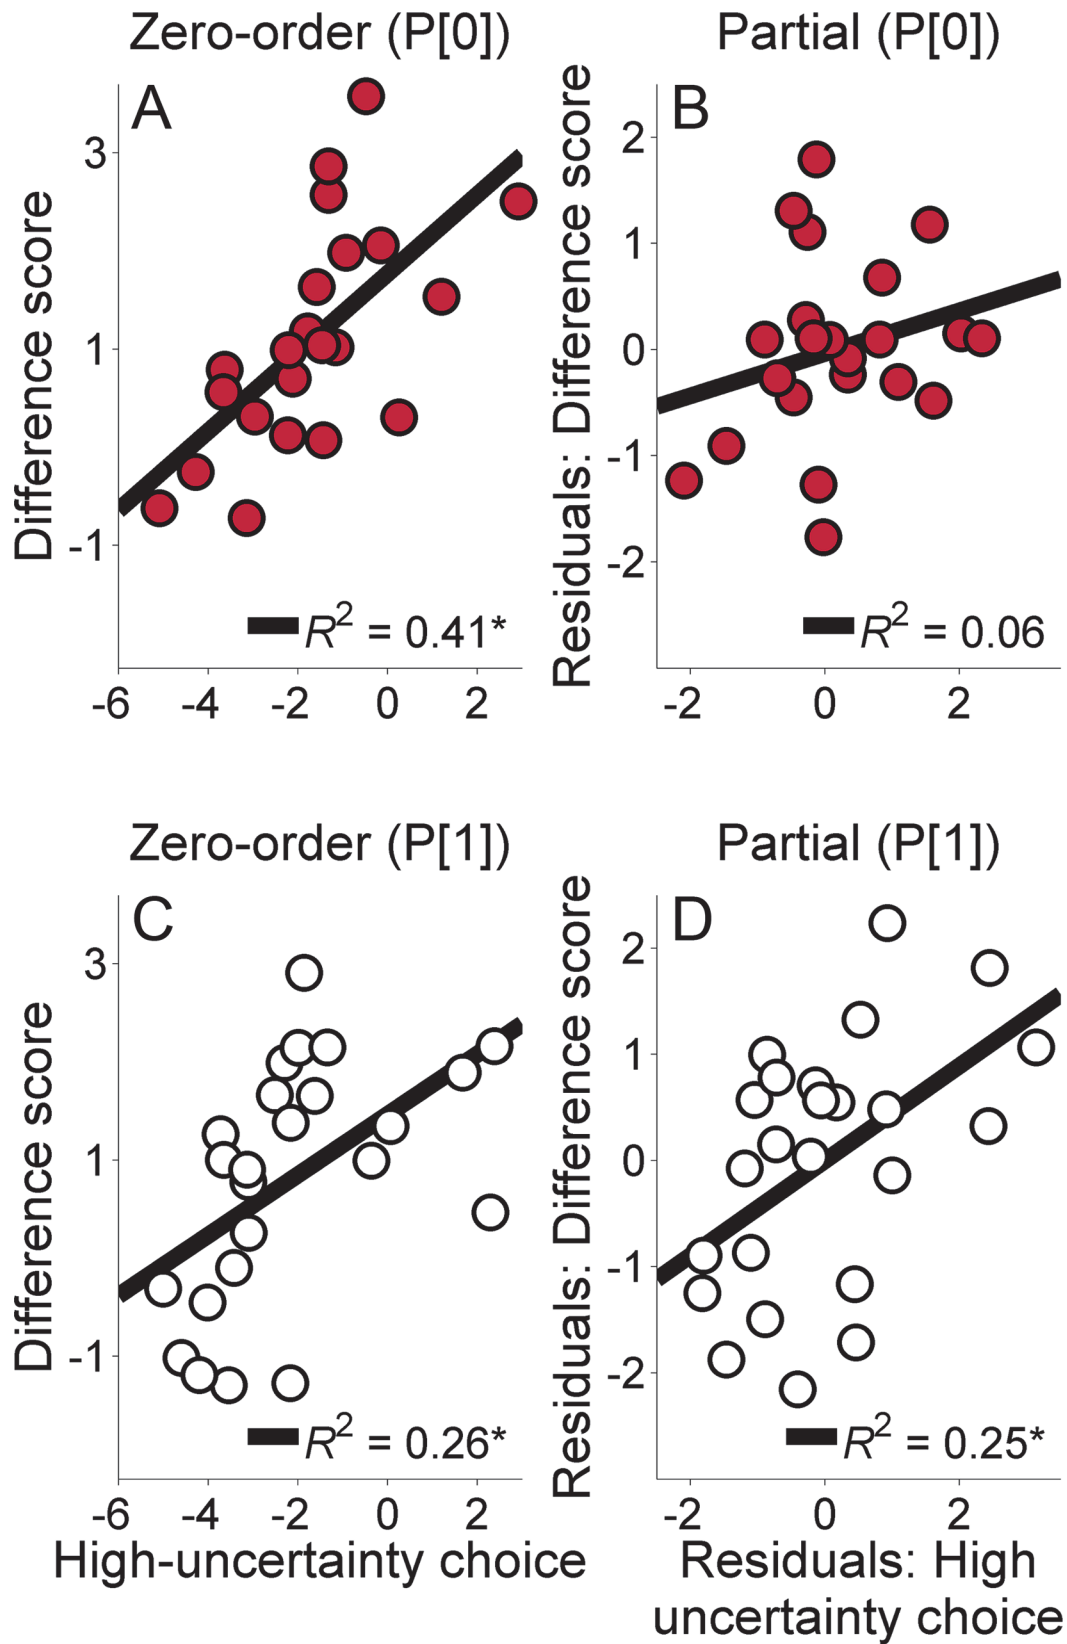 Zero-order (P[0])
Partial (P[0])
A
B
Difference score
3
1
-1
R² = 0.41*
-6 -4 -2 0 2
Residuals: Difference score
2
1
0
-1
-2
R² = 0.06
-2 0 2
Zero-order (P[1])
Partial (P[1])
C
D
Difference score
3
1
-1
R² = 0.26*
-6 -4 -2 0 2
High-uncertainty choice
Residuals: Difference score
2
1
0
-1
-2
R² = 0.25*
-2 0 2
Residuals: High
uncertainty choice